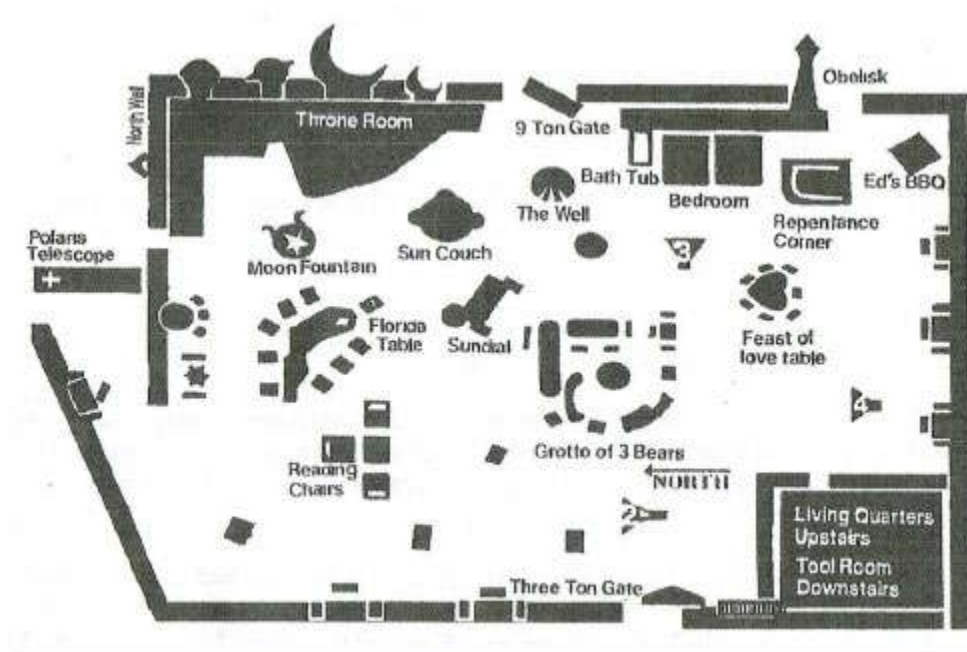 Obelisk
North Wall
Throne Room
9 Ton Gate
Bath Tub
Ed's BBQ
Bedroom
The Well
Repentance
Corner
Polaris
Telescope
Moon Fountain
Sun Couch
3
Florida
Table
Sundial
Feast of
love table
4
Grotto of 3 Bears
Reading
Chairs
NORTH
2
Living Quarters
Upstairs
Tool Room
Downstairs
Three Ton Gate